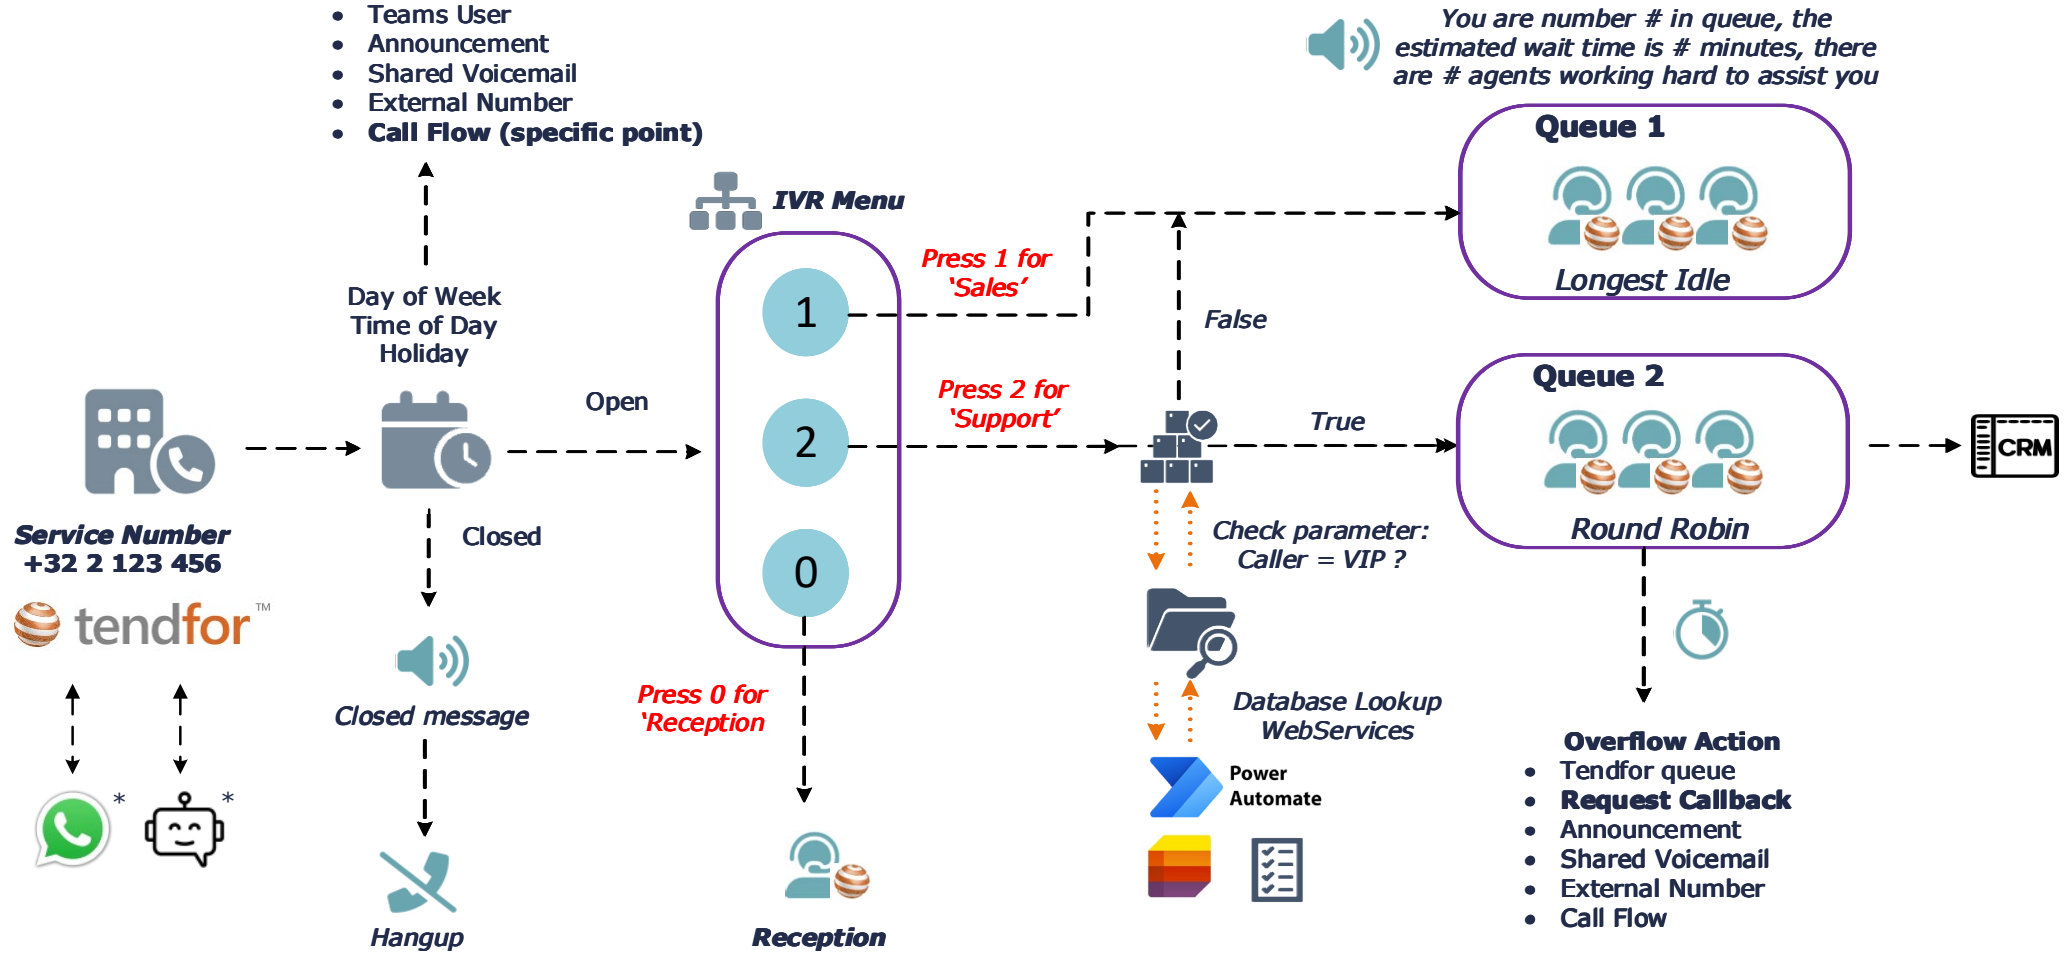 • Teams User
• Announcement
• Shared Voicemail
• External Number
• Call Flow (specific point)
You are number # in queue, the
estimated wait time is # minutes, there
are # agents working hard to assist you
Day of Week
Time of Day
Holiday
Service Number
+32 2 123 456
tendfor™
*
*
Open
Closed
Closed message
Hangup
IVR Menu
1
2
0
Press 1 for
‘Sales’
Press 2 for
‘Support’
Press 0 for
‘Reception
Reception
False
True
Check parameter:
Caller = VIP ?
Database Lookup
WebServices
Power
Automate
Queue 1
Longest Idle
Queue 2
Round Robin
CRM
Overflow Action
• Tendfor queue
• Request Callback
• Announcement
• Shared Voicemail
• External Number
• Call Flow